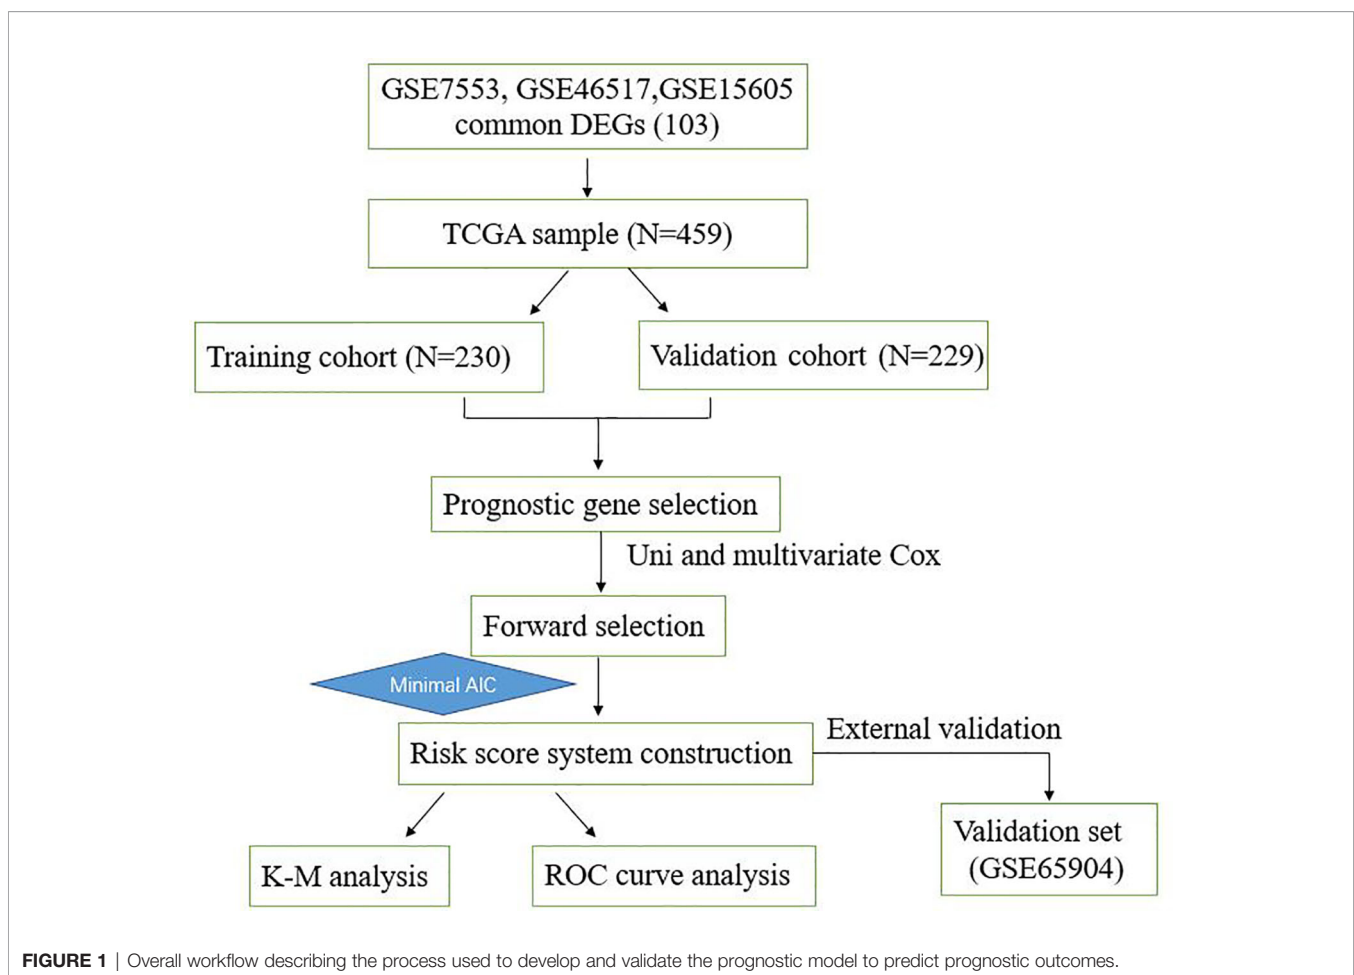 GSE7553, GSE46517,GSE15605
common DEGs (103)
TCGA sample (N=459)
Training cohort (N=230)
Validation cohort (N=229)
Prognostic gene selection
Uni and multivariate Cox
Forward selection
Minimal AIC
Risk score system construction
External validation
Validation set
(GSE65904)
K-M analysis
ROC curve analysis
FIGURE 1 | Overall workflow describing the process used to develop and validate the prognostic model to predict prognostic outcomes.